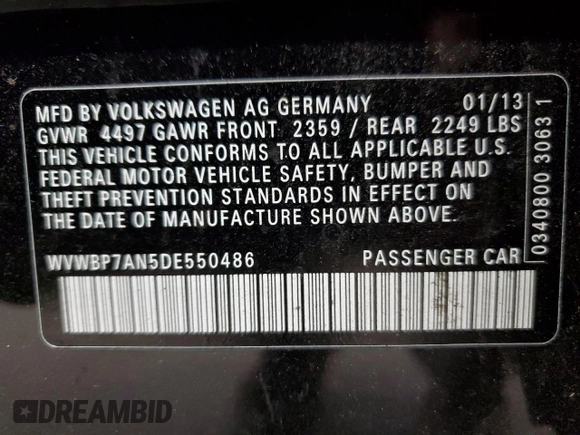 MFD BY VOLKSWAGEN AG GERMANY 01/13
GVWR 4497 GAWR FRONT 2359 / REAR 2249 LBS
THIS VEHICLE CONFORMS TO ALL APPLICABLE U.S.
FEDERAL MOTOR VEHICLE SAFETY, BUMPER AND
THEFT PREVENTION STANDARDS IN EFFECT ON
THE DATE OF MANUFACTURE SHOWN ABOVE.
WVWBP7AN5DE550486 PASSENGER CAR
0340800 3063 1
DREAMBID